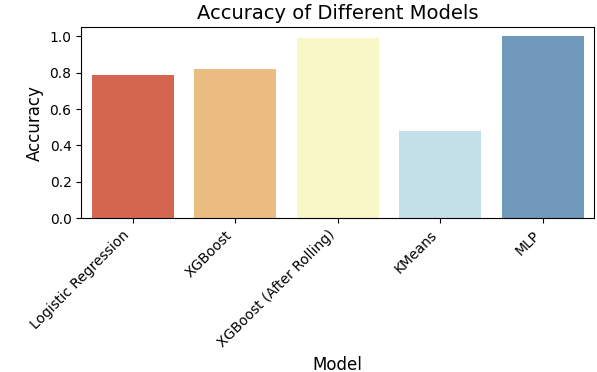 Accuracy of Different Models
Accuracy
1.0
0.8
0.6
0.4
0.2
0.0
Logistic Regression
XGBoost
XGBoost (After Rolling)
KMeans
MLP
Model